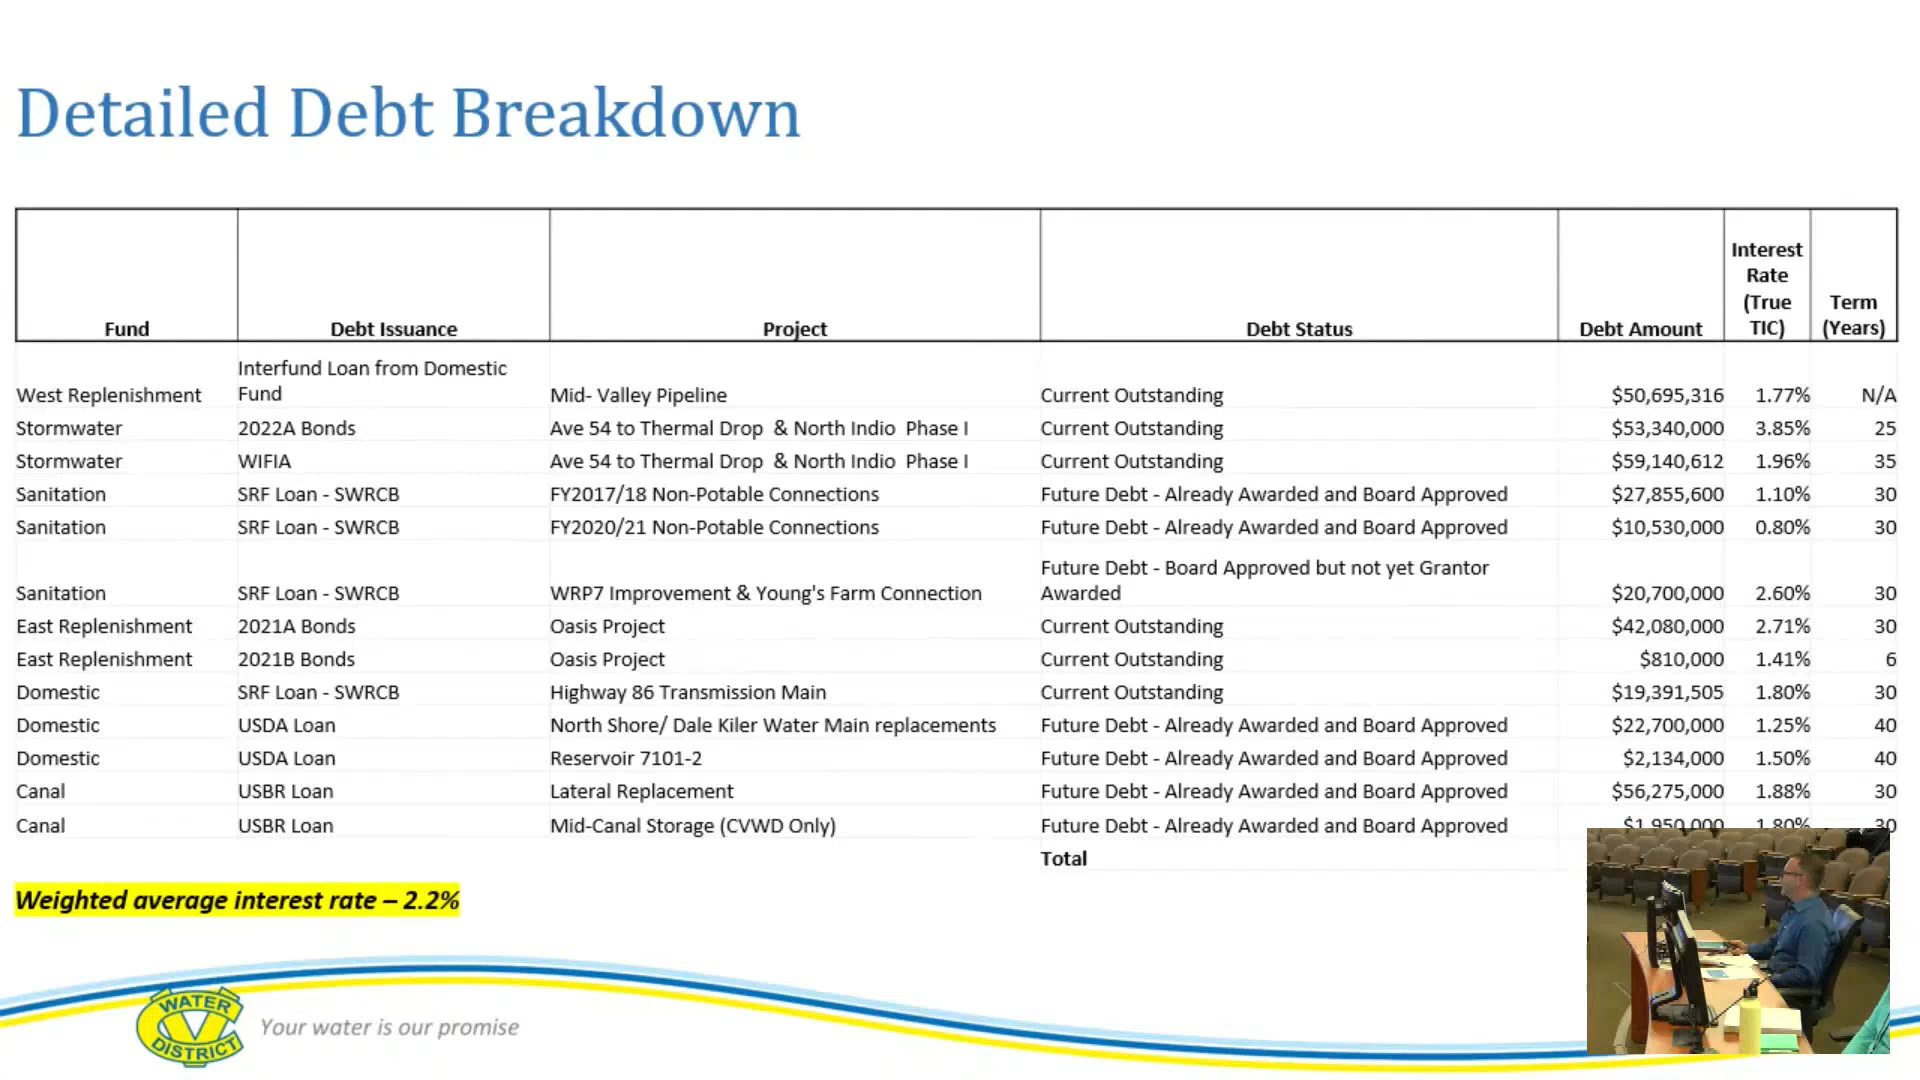 Detailed Debt Breakdown
Fund Debt Issuance Project Debt Status Debt Amount Interest Rate (True TIC) Term (Years)
West Replenishment Interfund Loan from Domestic Fund Mid- Valley Pipeline Current Outstanding $50,695,316 1.77% N/A
Stormwater 2022A Bonds Ave 54 to Thermal Drop & North Indio Phase I Current Outstanding $53,340,000 3.85% 25
Stormwater WIFIA Ave 54 to Thermal Drop & North Indio Phase I Current Outstanding $59,140,612 1.96% 35
Sanitation SRF Loan - SWRCB FY2017/18 Non-Potable Connections Future Debt - Already Awarded and Board Approved $27,855,600 1.10% 30
Sanitation SRF Loan - SWRCB FY2020/21 Non-Potable Connections Future Debt - Already Awarded and Board Approved $10,530,000 0.80% 30
Sanitation SRF Loan - SWRCB WRP7 Improvement & Young's Farm Connection Future Debt - Board Approved but not yet Grantor Awarded $20,700,000 2.60% 30
East Replenishment 2021A Bonds Oasis Project Current Outstanding $42,080,000 2.71% 30
East Replenishment 2021B Bonds Oasis Project Current Outstanding $810,000 1.41% 6
Domestic SRF Loan - SWRCB Highway 86 Transmission Main Current Outstanding $19,391,505 1.80% 30
Domestic USDA Loan North Shore/ Dale Kiler Water Main replacements Future Debt - Already Awarded and Board Approved $22,700,000 1.25% 40
Domestic USDA Loan Reservoir 7101-2 Future Debt - Already Awarded and Board Approved $2,134,000 1.50% 40
Canal USBR Loan Lateral Replacement Future Debt - Already Awarded and Board Approved $56,275,000 1.88% 30
Canal USBR Loan Mid-Canal Storage (CVWD Only) Future Debt - Already Awarded and Board Approved $1,950,000 1.80% 30
Total
Weighted average interest rate – 2.2%
WATER
CV
DISTRICT
Your water is our promise